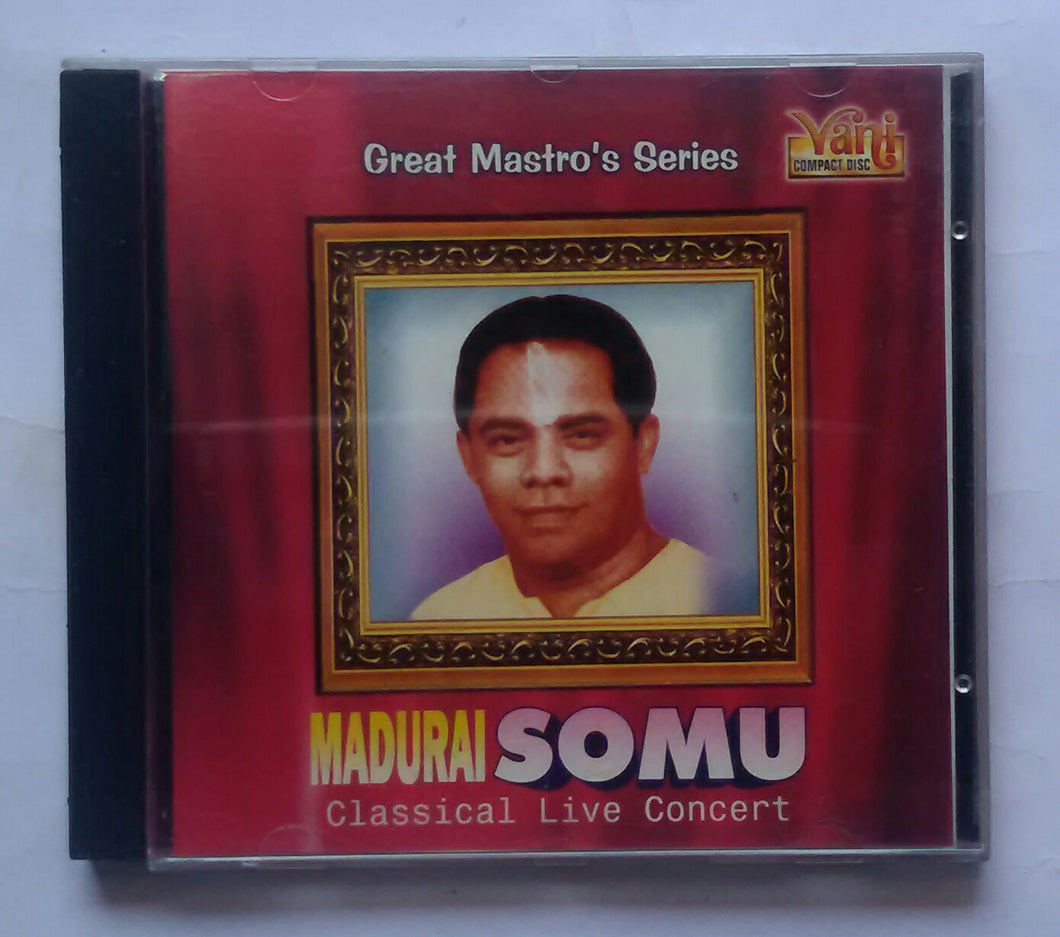 Great Mastro's Series
Vani
COMPACT DISC
MADURAI SOMU
Classical Live Concert